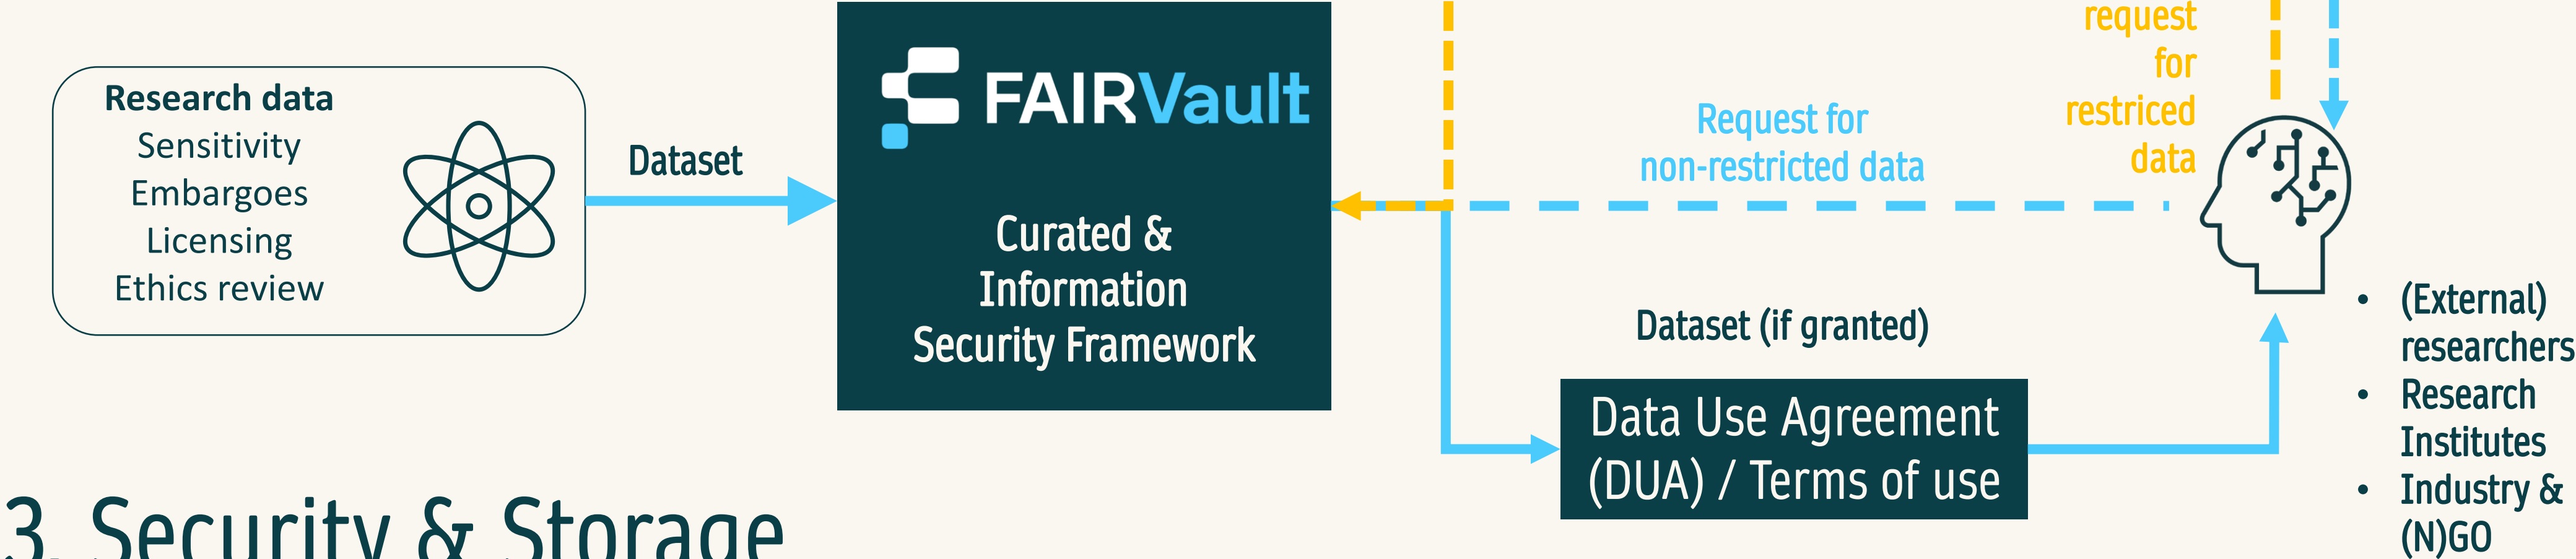 Research data
Sensitivity
Embargoes
Licensing
Ethics review
Dataset
FAIRVault
Curated &
Information
Security Framework
request
for
restriced
data
Request for
non-restricted data
Dataset (if granted)
Data Use Agreement
(DUA) / Terms of use
• (External)
researchers
• Research
Institutes
• Industry &
(N)GO
3. Security & Storage